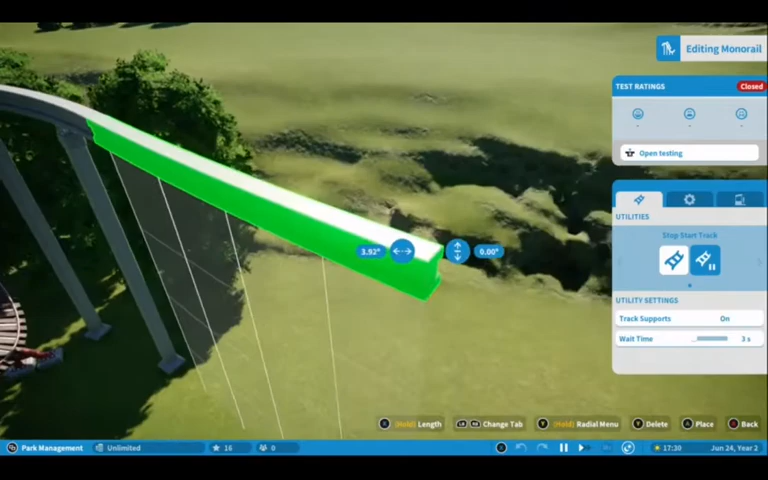 Editing Monorail
TEST RATINGS
Closed
- - -
Open testing
UTILITIES
Stop Start Track
3.92°
0.00°
UTILITY SETTINGS
Track Supports On
Wait Time 3 s
(Hold) Length
Change Tab
Y (Hold) Radial Menu
Y Delete
A Place
B Back
Park Management
Unlimited
16
0
17:30
Jun 24, Year 2